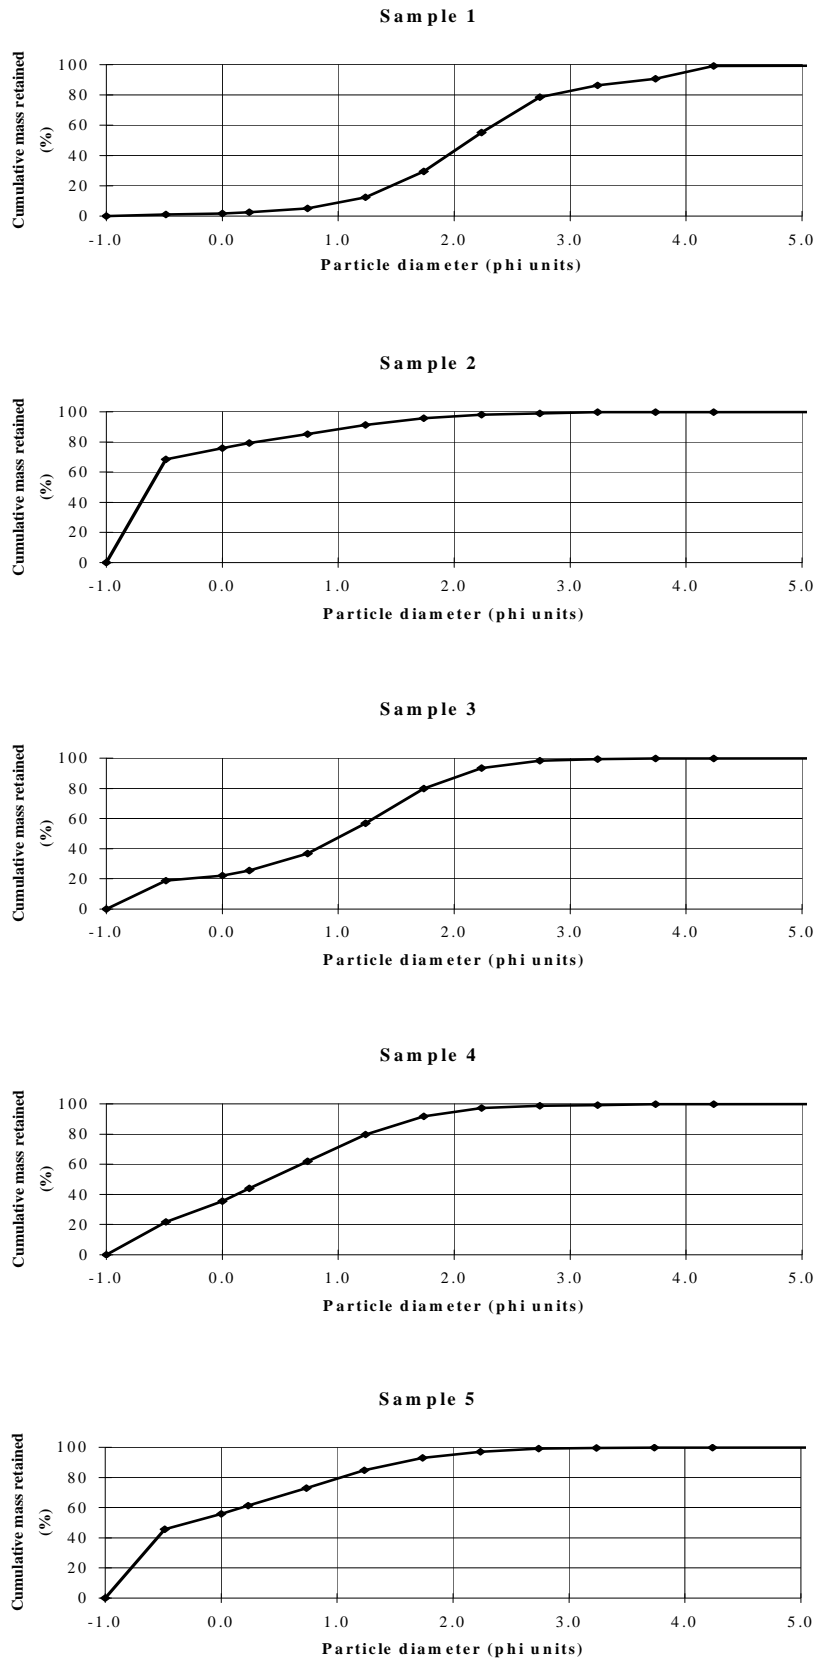 Sample 1
Cumulative mass retained
(%)
100
80
60
40
20
0
-1.0 0.0 1.0 2.0 3.0 4.0 5.0
Particle diameter (phi units)
Sample 2
Cumulative mass retained
(%)
100
80
60
40
20
0
-1.0 0.0 1.0 2.0 3.0 4.0 5.0
Particle diameter (phi units)
Sample 3
Cumulative mass retained
(%)
100
80
60
40
20
0
-1.0 0.0 1.0 2.0 3.0 4.0 5.0
Particle diameter (phi units)
Sample 4
Cumulative mass retained
(%)
100
80
60
40
20
0
-1.0 0.0 1.0 2.0 3.0 4.0 5.0
Particle diameter (phi units)
Sample 5
Cumulative mass retained
(%)
100
80
60
40
20
0
-1.0 0.0 1.0 2.0 3.0 4.0 5.0
Particle diameter (phi units)